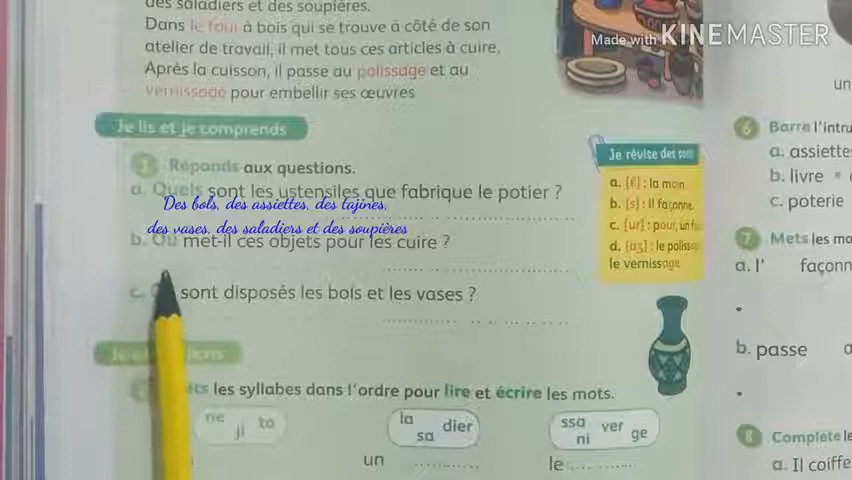 des saladiers et des soupières.
Dans le four à bois qui se trouve à côté de son
atelier de travail, il met tous ces articles à cuire.
Après la cuisson, il passe au polissage et au
vernissage pour embellir ses œuvres
Made with KINEMASTER
Je lis et je comprends
1 Réponds aux questions.
a. Quels sont les ustensiles que fabrique le potier ?
Des bols, des assiettes, des tajines,
des vases, des saladiers et des soupières
b. Où met-il ces objets pour les cuire ?
c. sont disposés les bols et les vases ?
les syllabes dans l'ordre pour lire et écrire les mots.
ne ji to
la sa dier
ssa ni ver ge
un
le
Je révise des sons
a. : la main
b. [s] : Il façonne.
c. [ur] : pour, un
d. : le polissag
le vernissage
un
6 Barre l'intru
a. assiette
b. livre
c. poterie
7 Mets les mo
a. l' façonn
b. passe
8 Complète le
a. Il coiffe